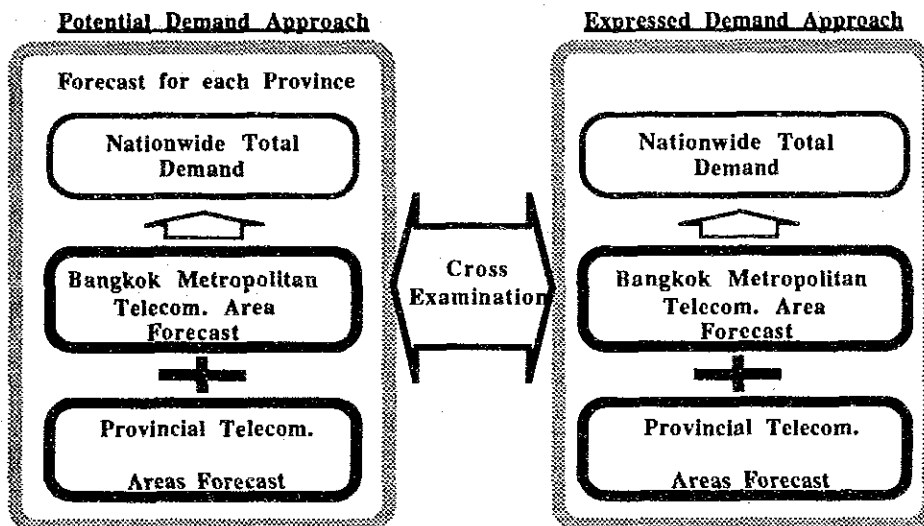 Potential Demand Approach
Forecast for each Province
Nationwide Total
Demand
Bangkok Metropolitan
Telecom. Area
Forecast
Provincial Telecom.
Areas Forecast
Cross
Examination
Expressed Demand Approach
Nationwide Total
Demand
Bangkok Metropolitan
Telecom. Area
Forecast
Provincial Telecom.
Areas Forecast